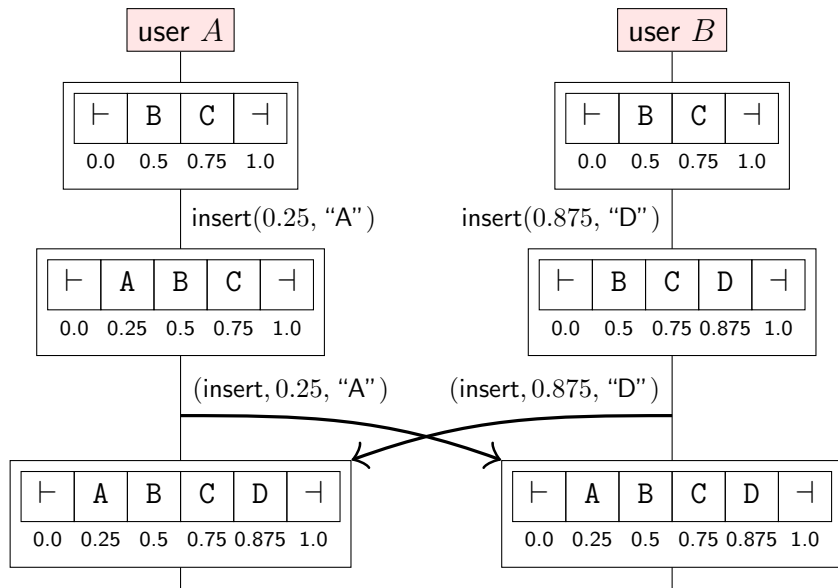 user A user B
⊢ B C ⊣ ⊢ B C ⊣
0.0 0.5 0.75 1.0 0.0 0.5 0.75 1.0
insert(0.25, “A”) insert(0.875, “D”)
⊢ A B C ⊣ ⊢ B C D ⊣
0.0 0.25 0.5 0.75 1.0 0.0 0.5 0.75 0.875 1.0
(insert, 0.25, “A”) (insert, 0.875, “D”)
⊢ A B C D ⊣ ⊢ A B C D ⊣
0.0 0.25 0.5 0.75 0.875 1.0 0.0 0.25 0.5 0.75 0.875 1.0